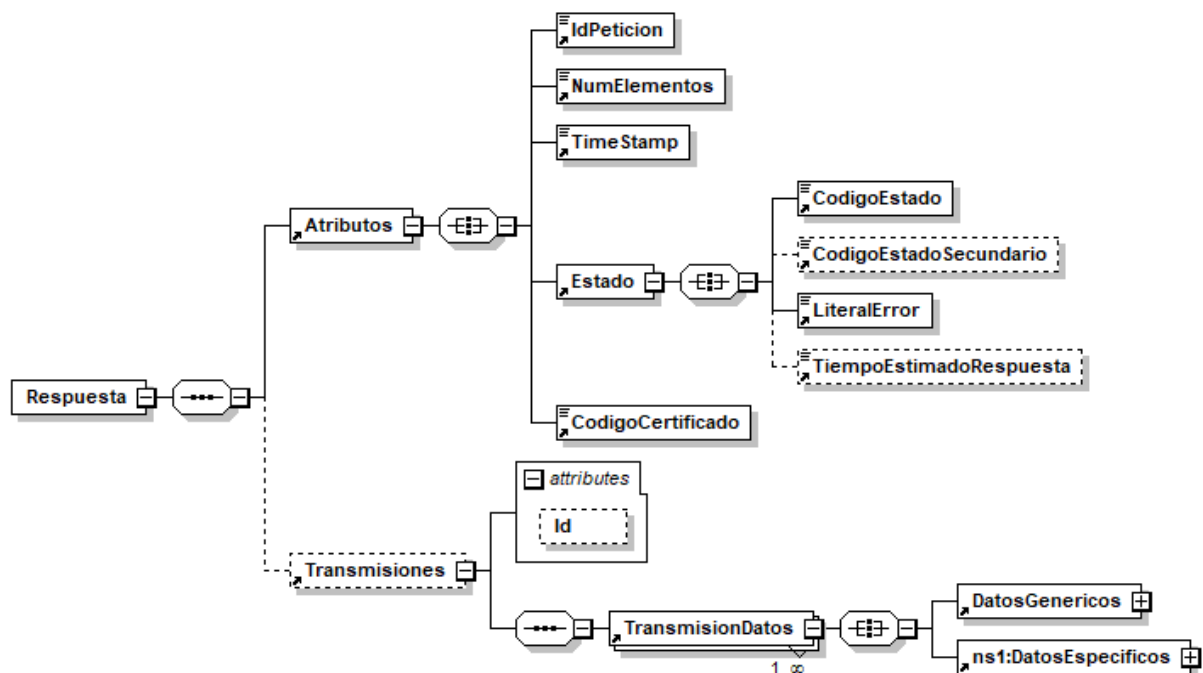 IdPeticion
NumElementos
TimeStamp
CodigoEstado
Atributos
CodigoEstadoSecundario
Estado
LiteralError
TiempoEstimadoRespuesta
Respuesta
CodigoCertificado
attributes
Id
Transmisiones
DatosGenericos
TransmisionDatos
ns1:DatosEspecificos
1..∞